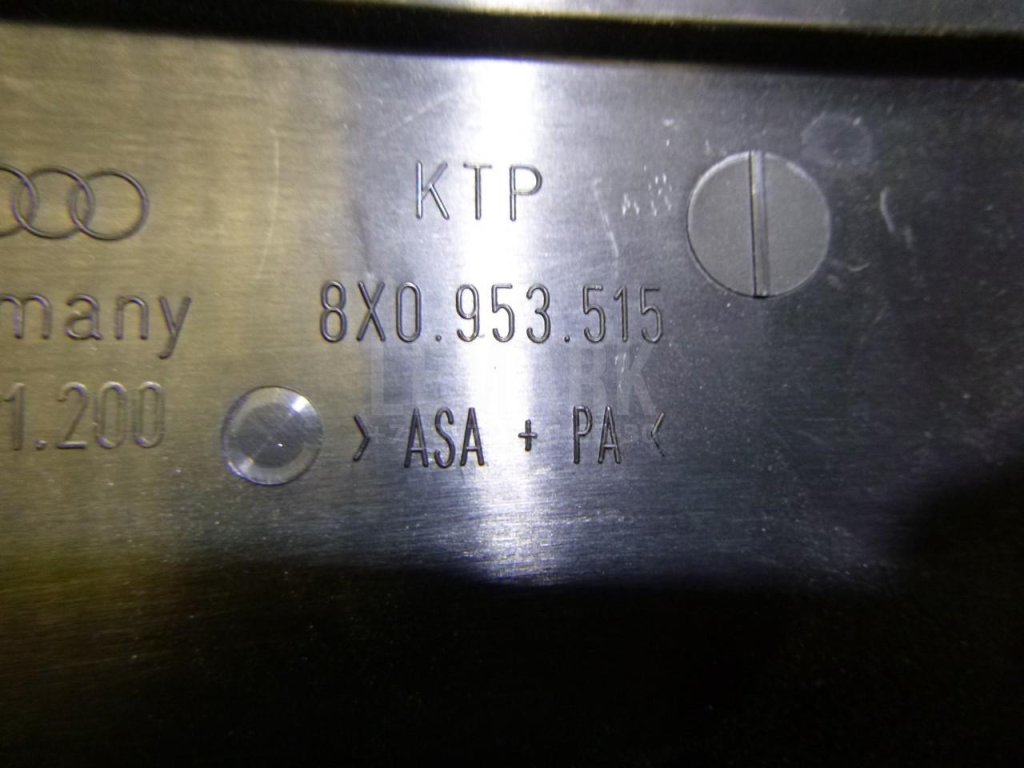 KTP
many 8X0.953.515
1.200 >ASA + PA<